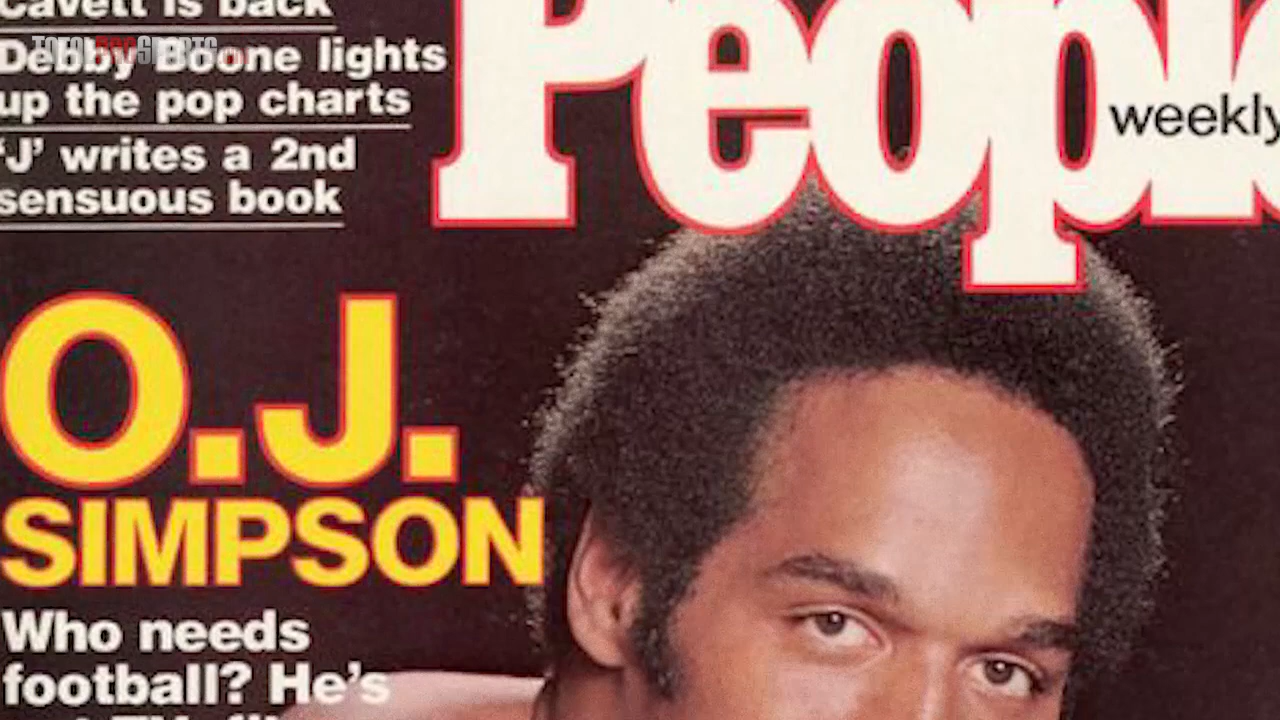 Cavett is back
Debby Boone lights
up the pop charts
'J' writes a 2nd
sensuous book
People
weekly
O.J.
SIMPSON
Who needs
football? He's